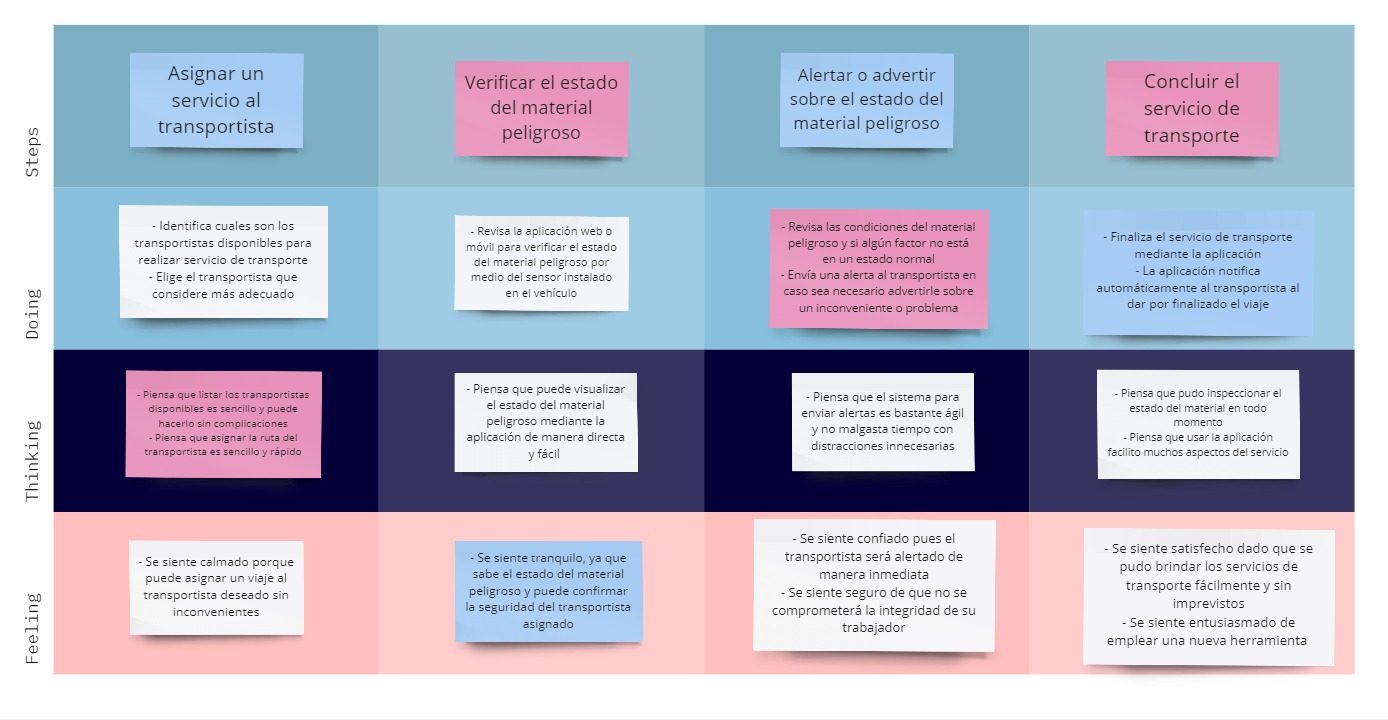 Steps
Asignar un
servicio al
transportista
Verificar el estado
del material
peligroso
Alertar o advertir
sobre el estado del
material peligroso
Concluir el
servicio de
transporte
Doing
- Identifica cuales son los
transportistas disponibles para
realizar servicio de transporte
- Elige el transportista que
considere más adecuado
- Revisa la aplicación web o
móvil para verificar el estado
del material peligroso por
medio del sensor instalado
en el vehículo
- Revisa las condiciones del material
peligroso y si algún factor no está
en un estado normal
- Envía una alerta al transportista en
caso sea necesario advertirle sobre
un inconveniente o problema
- Finaliza el servicio de transporte
mediante la aplicación
- La aplicación notifica
automáticamente al transportista al
dar por finalizado el viaje
Thinking
- Piensa que listar los transportistas
disponibles es sencillo y puede
hacerlo sin complicaciones
- Piensa que asignar la ruta del
transportista es sencillo y rápido
- Piensa que puede visualizar
el estado del material
peligroso mediante la
aplicación de manera directa
y fácil
- Piensa que el sistema para
enviar alertas es bastante ágil
y no malgasta tiempo con
distracciones innecesarias
- Piensa que pudo inspeccionar el
estado del material en todo
momento
- Piensa que usar la aplicación
facilito muchos aspectos del servicio
Feeling
- Se siente calmado porque
puede asignar un viaje al
transportista deseado sin
inconvenientes
- Se siente tranquilo, ya que
sabe el estado del material
peligroso y puede confirmar
la seguridad del transportista
asignado
- Se siente confiado pues el
transportista será alertado de
manera inmediata
- Se siente seguro de que no se
comprometerá la integridad de su
trabajador
- Se siente satisfecho dado que se
pudo brindar los servicios de
transporte fácilmente y sin
imprevistos
- Se siente entusiasmado de
emplear una nueva herramienta